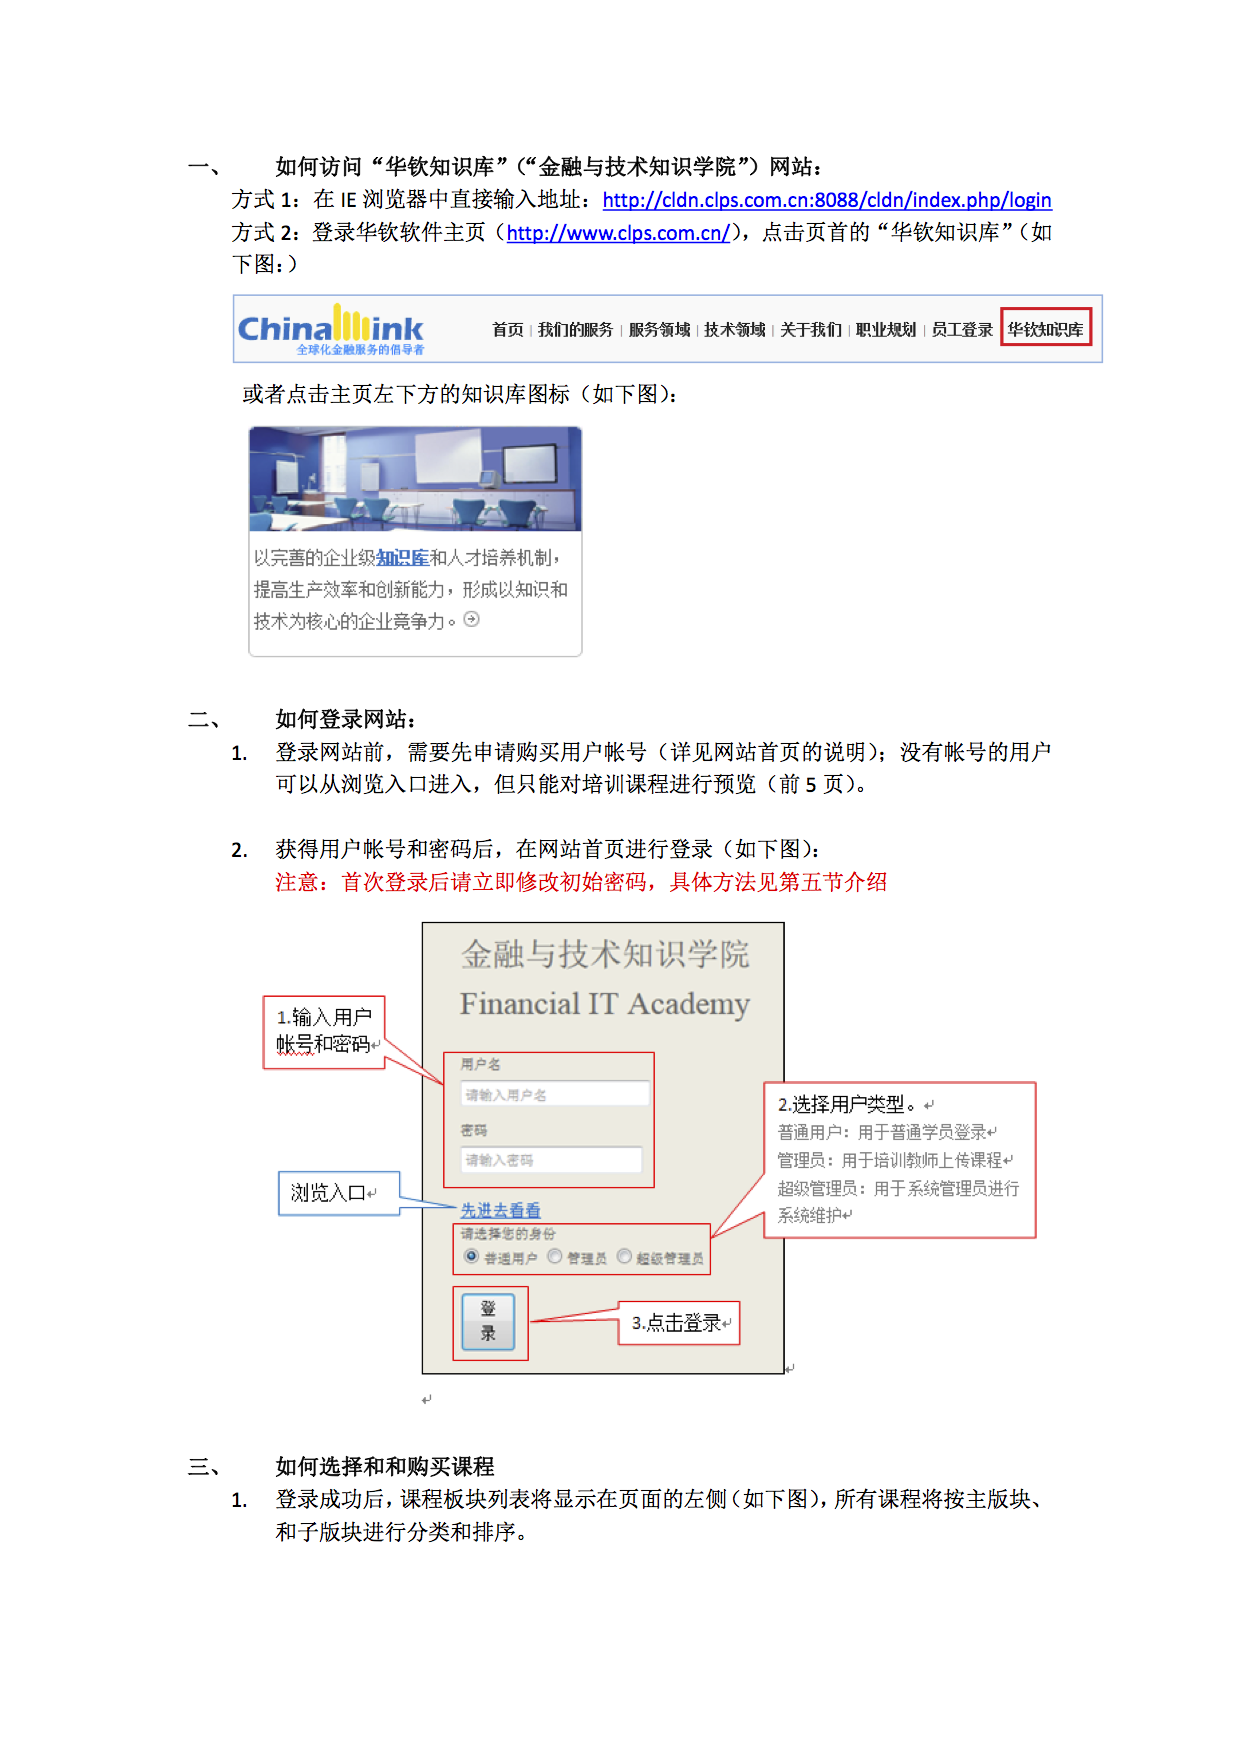 一、 如何访问“华钦知识库”（“金融与技术知识学院”）网站：
方式 1：在 IE 浏览器中直接输入地址：http://cldn.clps.com.cn:8088/cldn/index.php/login
方式 2：登录华钦软件主页（http://www.clps.com.cn/），点击页首的“华钦知识库”（如
下图：）
Chinalllink
全球化金融服务的倡导者
首页 | 我们的服务 | 服务领域 | 技术领域 | 关于我们 | 职业规划 | 员工登录 华钦知识库
或者点击主页左下方的知识库图标（如下图）：
以完善的企业级知识库和人才培养机制，
提高生产效率和创新能力，形成以知识和
技术为核心的企业竞争力。
二、 如何登录网站：
1. 登录网站前，需要先申请购买用户帐号（详见网站首页的说明）；没有帐号的用户
可以从浏览入口进入，但只能对培训课程进行预览（前 5 页）。
2. 获得用户帐号和密码后，在网站首页进行登录（如下图）：
注意：首次登录后请立即修改初始密码，具体方法见第五节介绍
金融与技术知识学院
Financial IT Academy
1.输入用户
帐号和密码
用户名
请输入用户名
密码
请输入密码
2.选择用户类型。
普通用户：用于普通学员登录
管理员：用于培训教师上传课程
超级管理员：用于系统管理员进行
系统维护
浏览入口
先进去看看
请选择您的身份
普通用户 管理员 超级管理员
登
录
3.点击登录
三、 如何选择和和购买课程
1. 登录成功后，课程板块列表将显示在页面的左侧（如下图），所有课程将按主版块、
和子版块进行分类和排序。